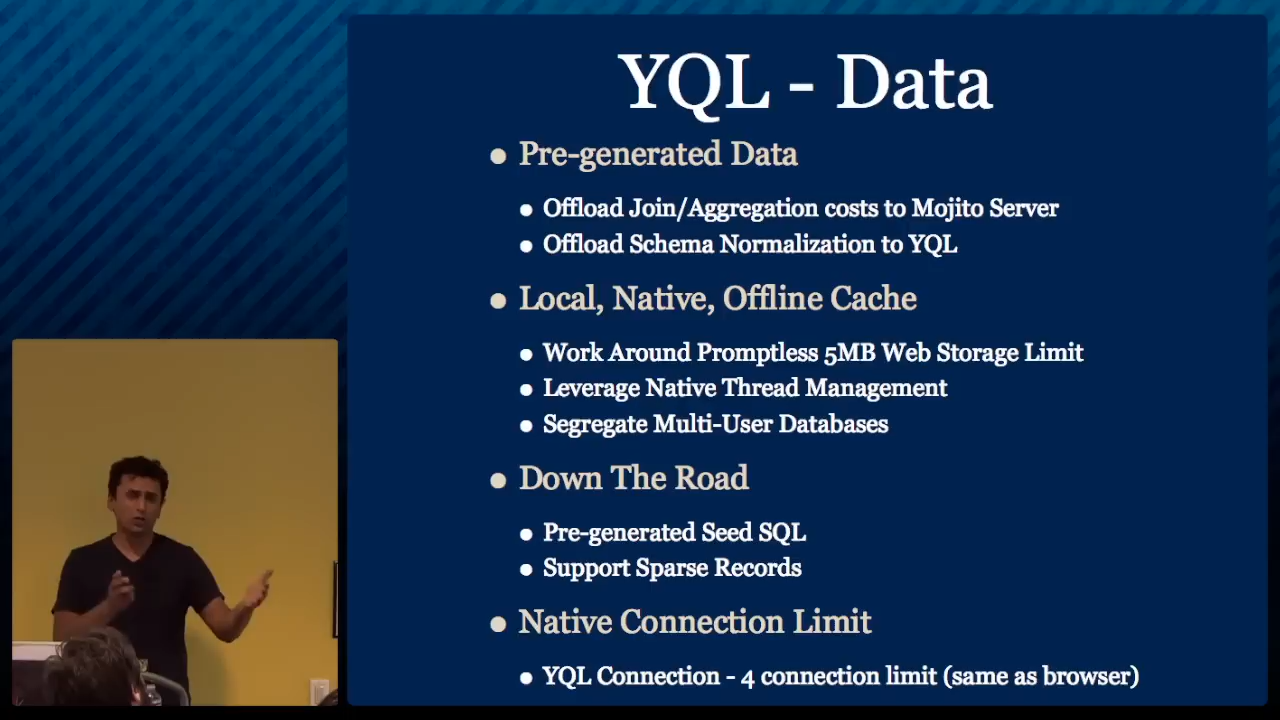 YQL - Data
Pre-generated Data
Offload Join/Aggregation costs to Mojito Server
Offload Schema Normalization to YQL
Local, Native, Offline Cache
Work Around Promptless 5MB Web Storage Limit
Leverage Native Thread Management
Segregate Multi-User Databases
Down The Road
Pre-generated Seed SQL
Support Sparse Records
Native Connection Limit
YQL Connection - 4 connection limit (same as browser)